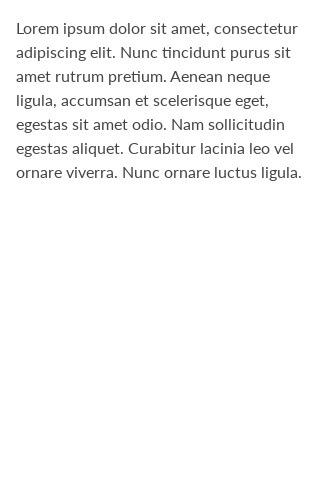 Lorem ipsum dolor sit amet, consectetur
adipiscing elit. Nunc tincidunt purus sit
amet rutrum pretium. Aenean neque
ligula, accumsan et scelerisque eget,
egestas sit amet odio. Nam sollicitudin
egestas aliquet. Curabitur lacinia leo vel
ornare viverra. Nunc ornare luctus ligula.